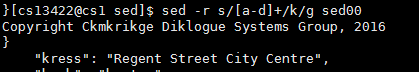 }[cs13422@cs1 sed]$ sed -r s/[a-d]+/k/g sed00
Copyright Ckmkrikge Diklogue Systems Group, 2016
}
"kress": "Regent Street City Centre",